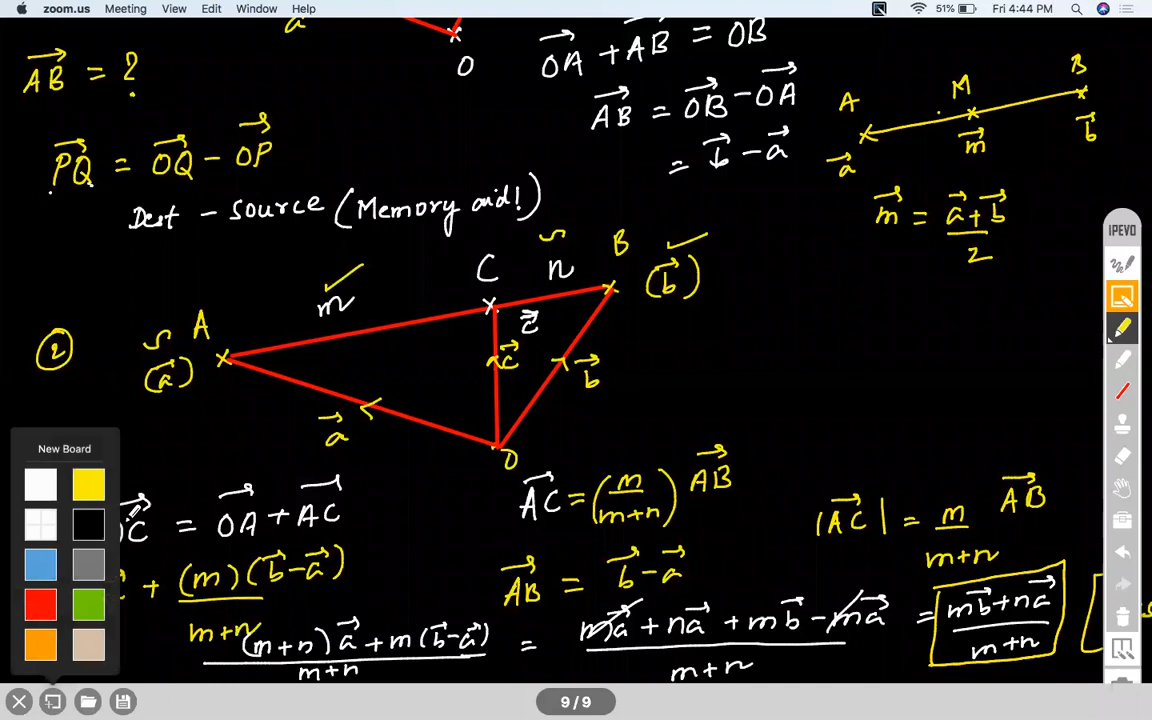 zoom.us Meeting View Edit Window Help 51% Fri 4:44 PM
a⃗
O
OA⃗ + AB⃗ = OB
AB⃗ = ?
AB⃗ = OB⃗ - OA⃗
= b⃗ - a⃗
A M B
a⃗ m⃗ b⃗
PQ⃗ = OQ⃗ - OP⃗
Dest - Source (Memory aid!)
m⃗ = a⃗ + b⃗ / 2
IPEVO
② A m C n B
(a⃗) c⃗ (b⃗)
c⃗ b⃗
a⃗
O
New Board
OC⃗ = OA⃗ + AC⃗
AC⃗ = (m / m+n) AB⃗
|AC⃗| = m / m+n AB⃗
+ (m)(b⃗ - a⃗) / m+n
AB⃗ = b⃗ - a⃗
(m+n)a⃗ + m(b⃗ - a⃗) / m+n = ma⃗ + na⃗ + mb⃗ - ma⃗ / m+n = mb⃗ + na⃗ / m+n
9/9